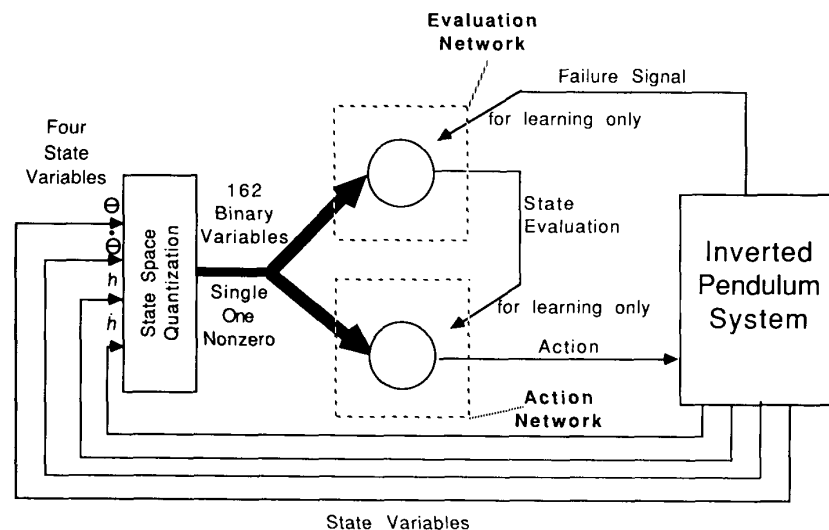 Evaluation
Network
Failure Signal
for learning only
Four
State
Variables
Θ
Θ̇
h
ḣ
State Space
Quantization
162
Binary
Variables
Single
One
Nonzero
State
Evaluation
for learning only
Action
Action
Network
Inverted
Pendulum
System
State Variables